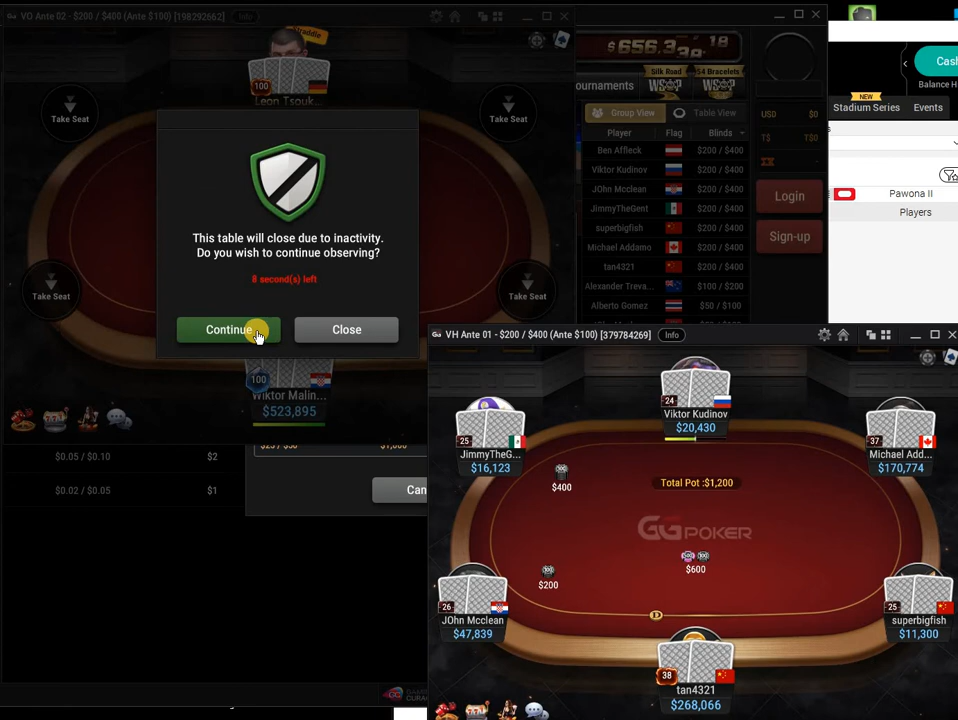 VO Ante 02 - $200 / $400 (Ante $100) [198292662]
Info
100
Leon Tsouk...
Take Seat
Take Seat
This table will close due to inactivity.
Do you wish to continue observing?
8 second(s) left
Continue
Close
Take Seat
Take Seat
100
Wiktor Malin...
$523,895
$0.05 / $0.10
$2
$0.02 / $0.05
$1
Can
Silk Road
54 Bracelets
ournaments
WSOP
WSOP
Group View
Table View
Player
Flag
Blinds
Ben Affleck
$200 / $400
Viktor Kudinov
$200 / $400
JOhn Mcclean
$200 / $400
JimmyTheGent
$200 / $400
superbigfish
$200 / $400
Michael Addamo
$200 / $400
tan4321
$200 / $400
Alexander Treva...
$100 / $200
Alberto Gomez
$50 / $100
USD
$0
T$
T$0
Login
Sign-up
Cash
Balance H
NEW
Stadium Series
Events
Pawona II
Players
VH Ante 01 - $200 / $400 (Ante $100) [379784269]
Info
24
Viktor Kudinov
$20,430
25
JimmyTheG...
$16,123
37
Michael Add...
$170,774
$400
Total Pot :$1,200
GGPOKER
$200
$600
26
JOhn Mcclean
$47,839
D
25
superbigfish
$11,300
38
tan4321
$268,066